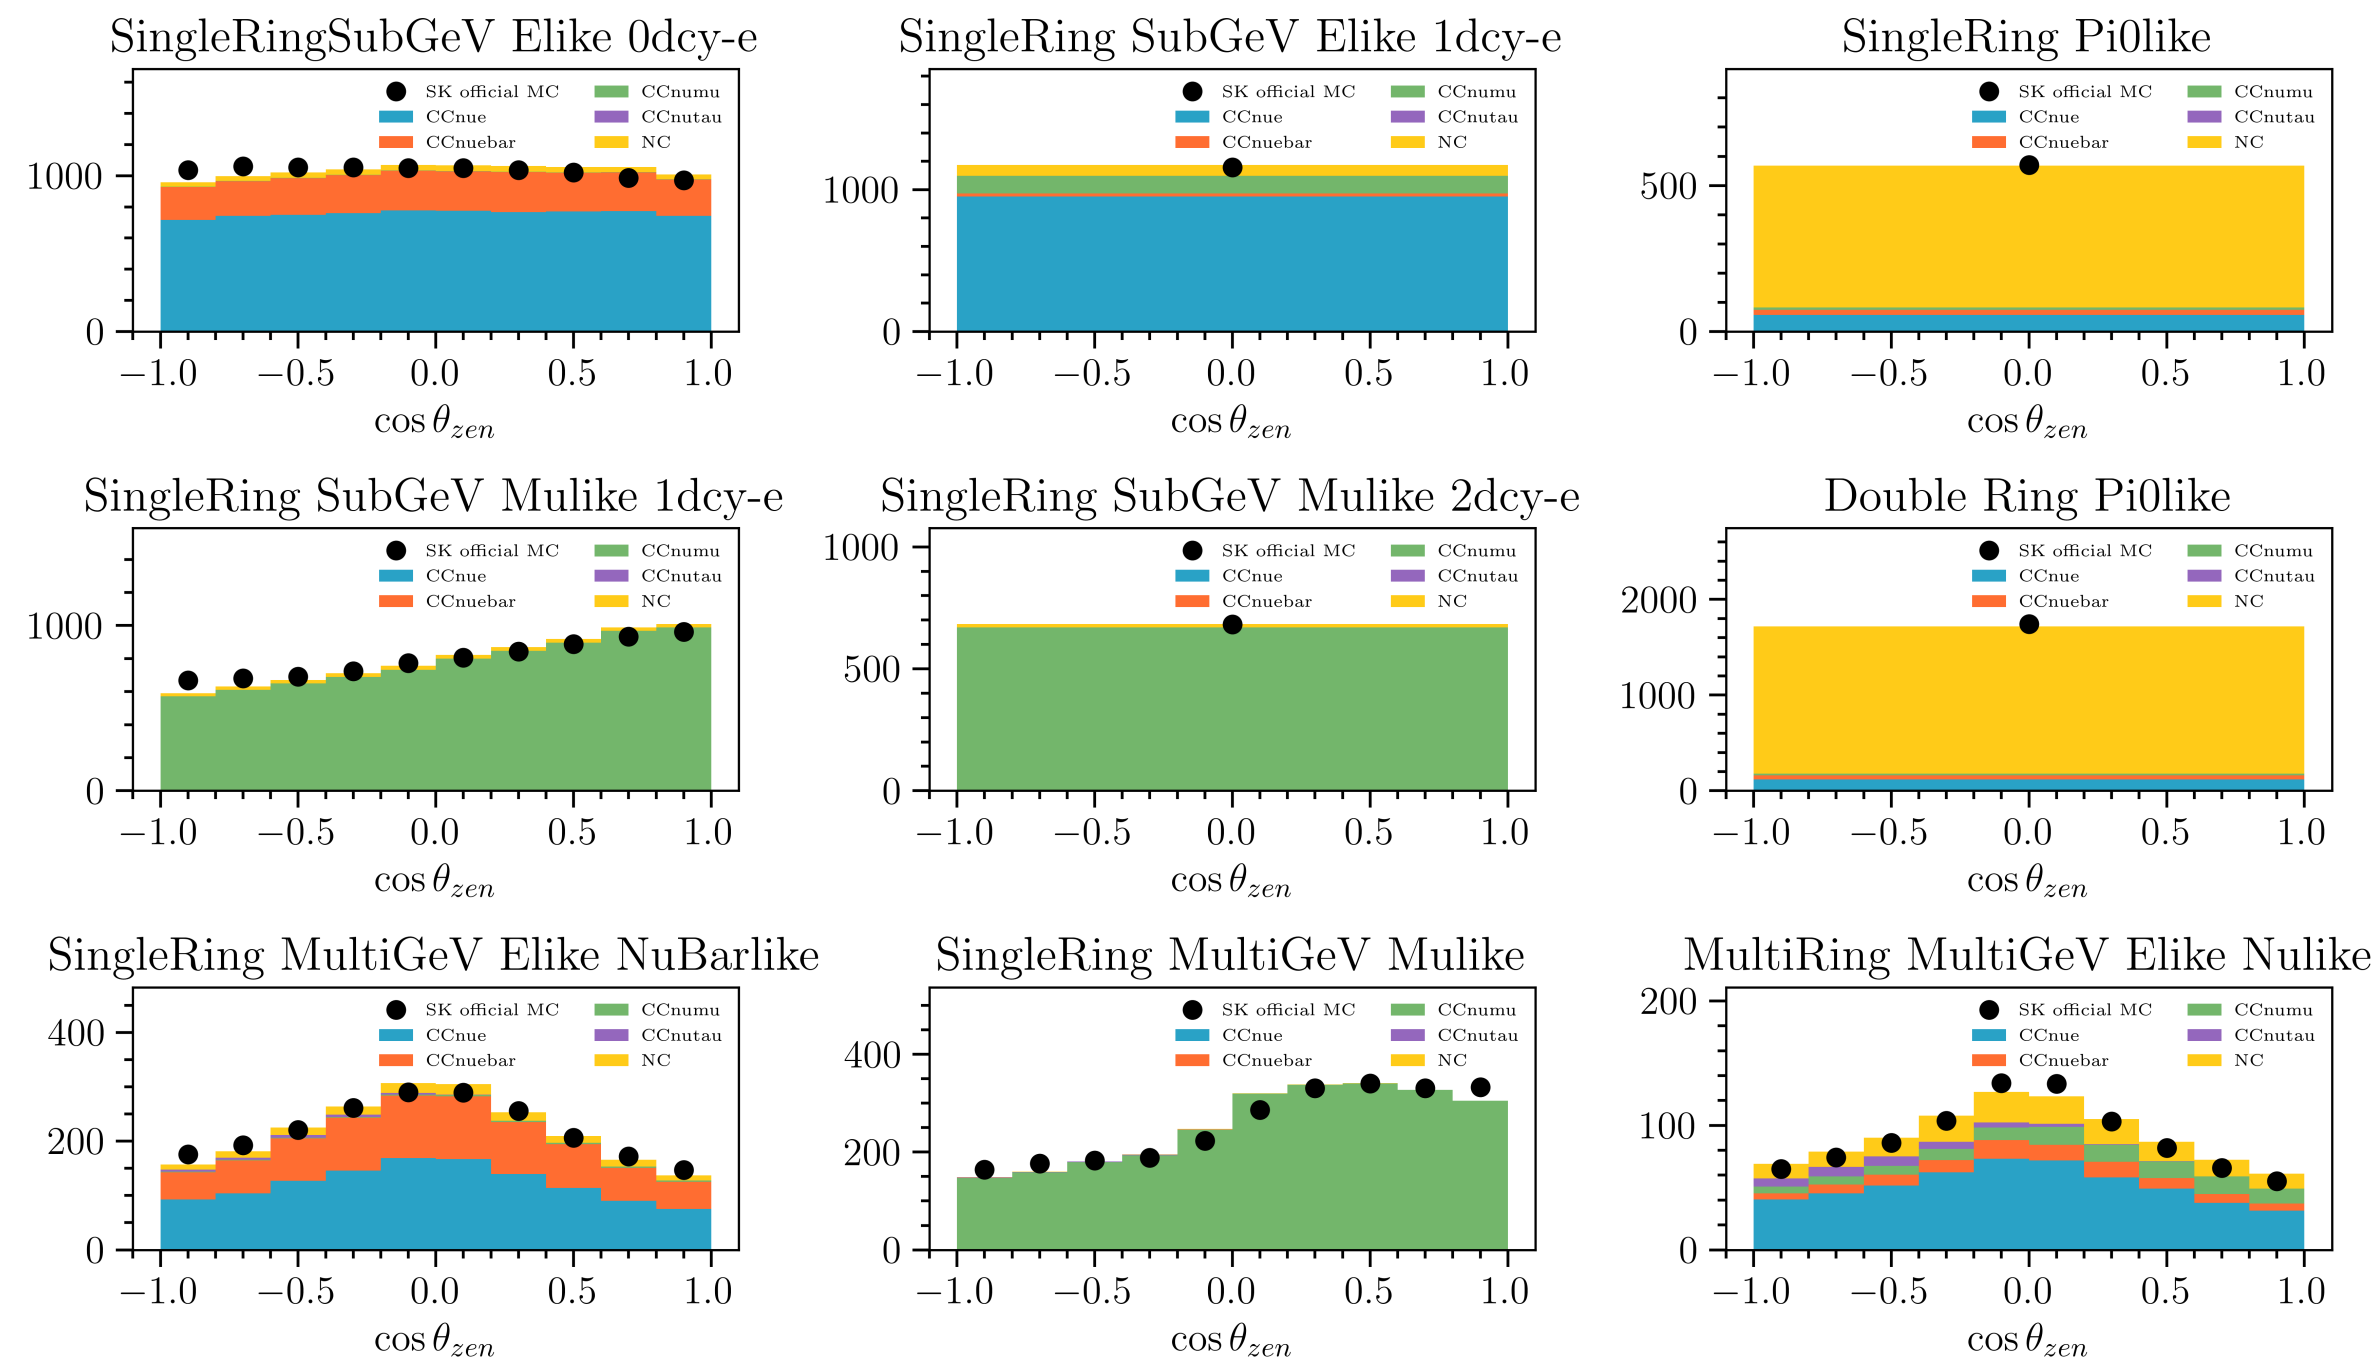 SingleRingSubGeV Elike 0dcy-e
SK official MC
CCnue
CCnuebar
CCnumu
CCnutau
NC
1000
0
−1.0 −0.5 0.0 0.5 1.0
cos θzen
SingleRing SubGeV Elike 1dcy-e
SK official MC
CCnue
CCnuebar
CCnumu
CCnutau
NC
1000
0
−1.0 −0.5 0.0 0.5 1.0
cos θzen
SingleRing Pi0like
SK official MC
CCnue
CCnuebar
CCnumu
CCnutau
NC
500
0
−1.0 −0.5 0.0 0.5 1.0
cos θzen
SingleRing SubGeV Mulike 1dcy-e
SK official MC
CCnue
CCnuebar
CCnumu
CCnutau
NC
1000
0
−1.0 −0.5 0.0 0.5 1.0
cos θzen
SingleRing SubGeV Mulike 2dcy-e
SK official MC
CCnue
CCnuebar
CCnumu
CCnutau
NC
1000
500
0
−1.0 −0.5 0.0 0.5 1.0
cos θzen
Double Ring Pi0like
SK official MC
CCnue
CCnuebar
CCnumu
CCnutau
NC
2000
1000
0
−1.0 −0.5 0.0 0.5 1.0
cos θzen
SingleRing MultiGeV Elike NuBarlike
SK official MC
CCnue
CCnuebar
CCnumu
CCnutau
NC
400
200
0
−1.0 −0.5 0.0 0.5 1.0
cos θzen
SingleRing MultiGeV Mulike
SK official MC
CCnue
CCnuebar
CCnumu
CCnutau
NC
400
200
0
−1.0 −0.5 0.0 0.5 1.0
cos θzen
MultiRing MultiGeV Elike Nulike
SK official MC
CCnue
CCnuebar
CCnumu
CCnutau
NC
200
100
0
−1.0 −0.5 0.0 0.5 1.0
cos θzen